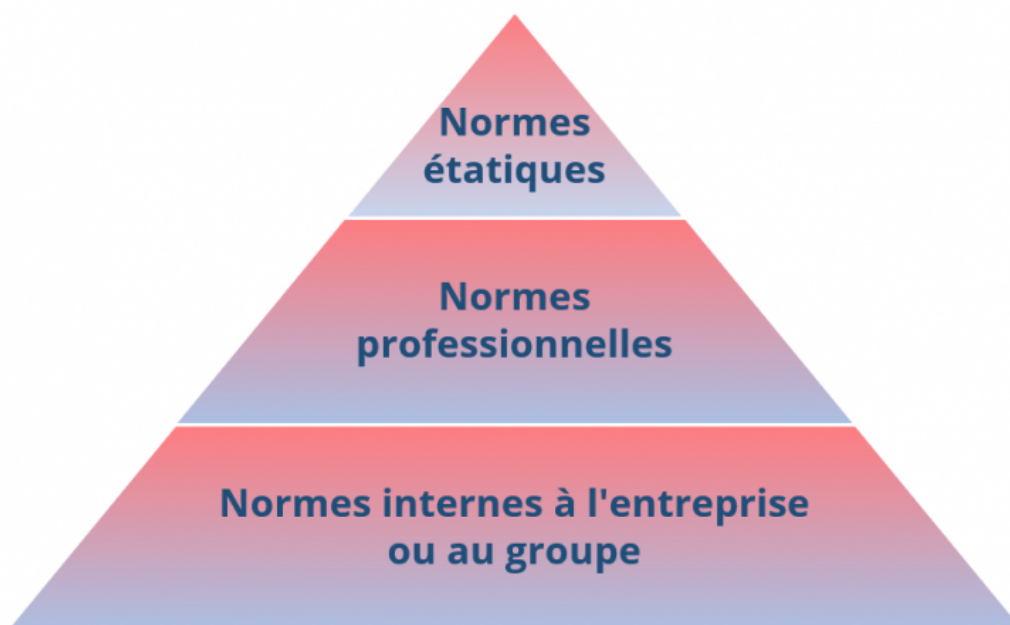 Normes
étatiques
Normes
professionnelles
Normes internes à l'entreprise
ou au groupe